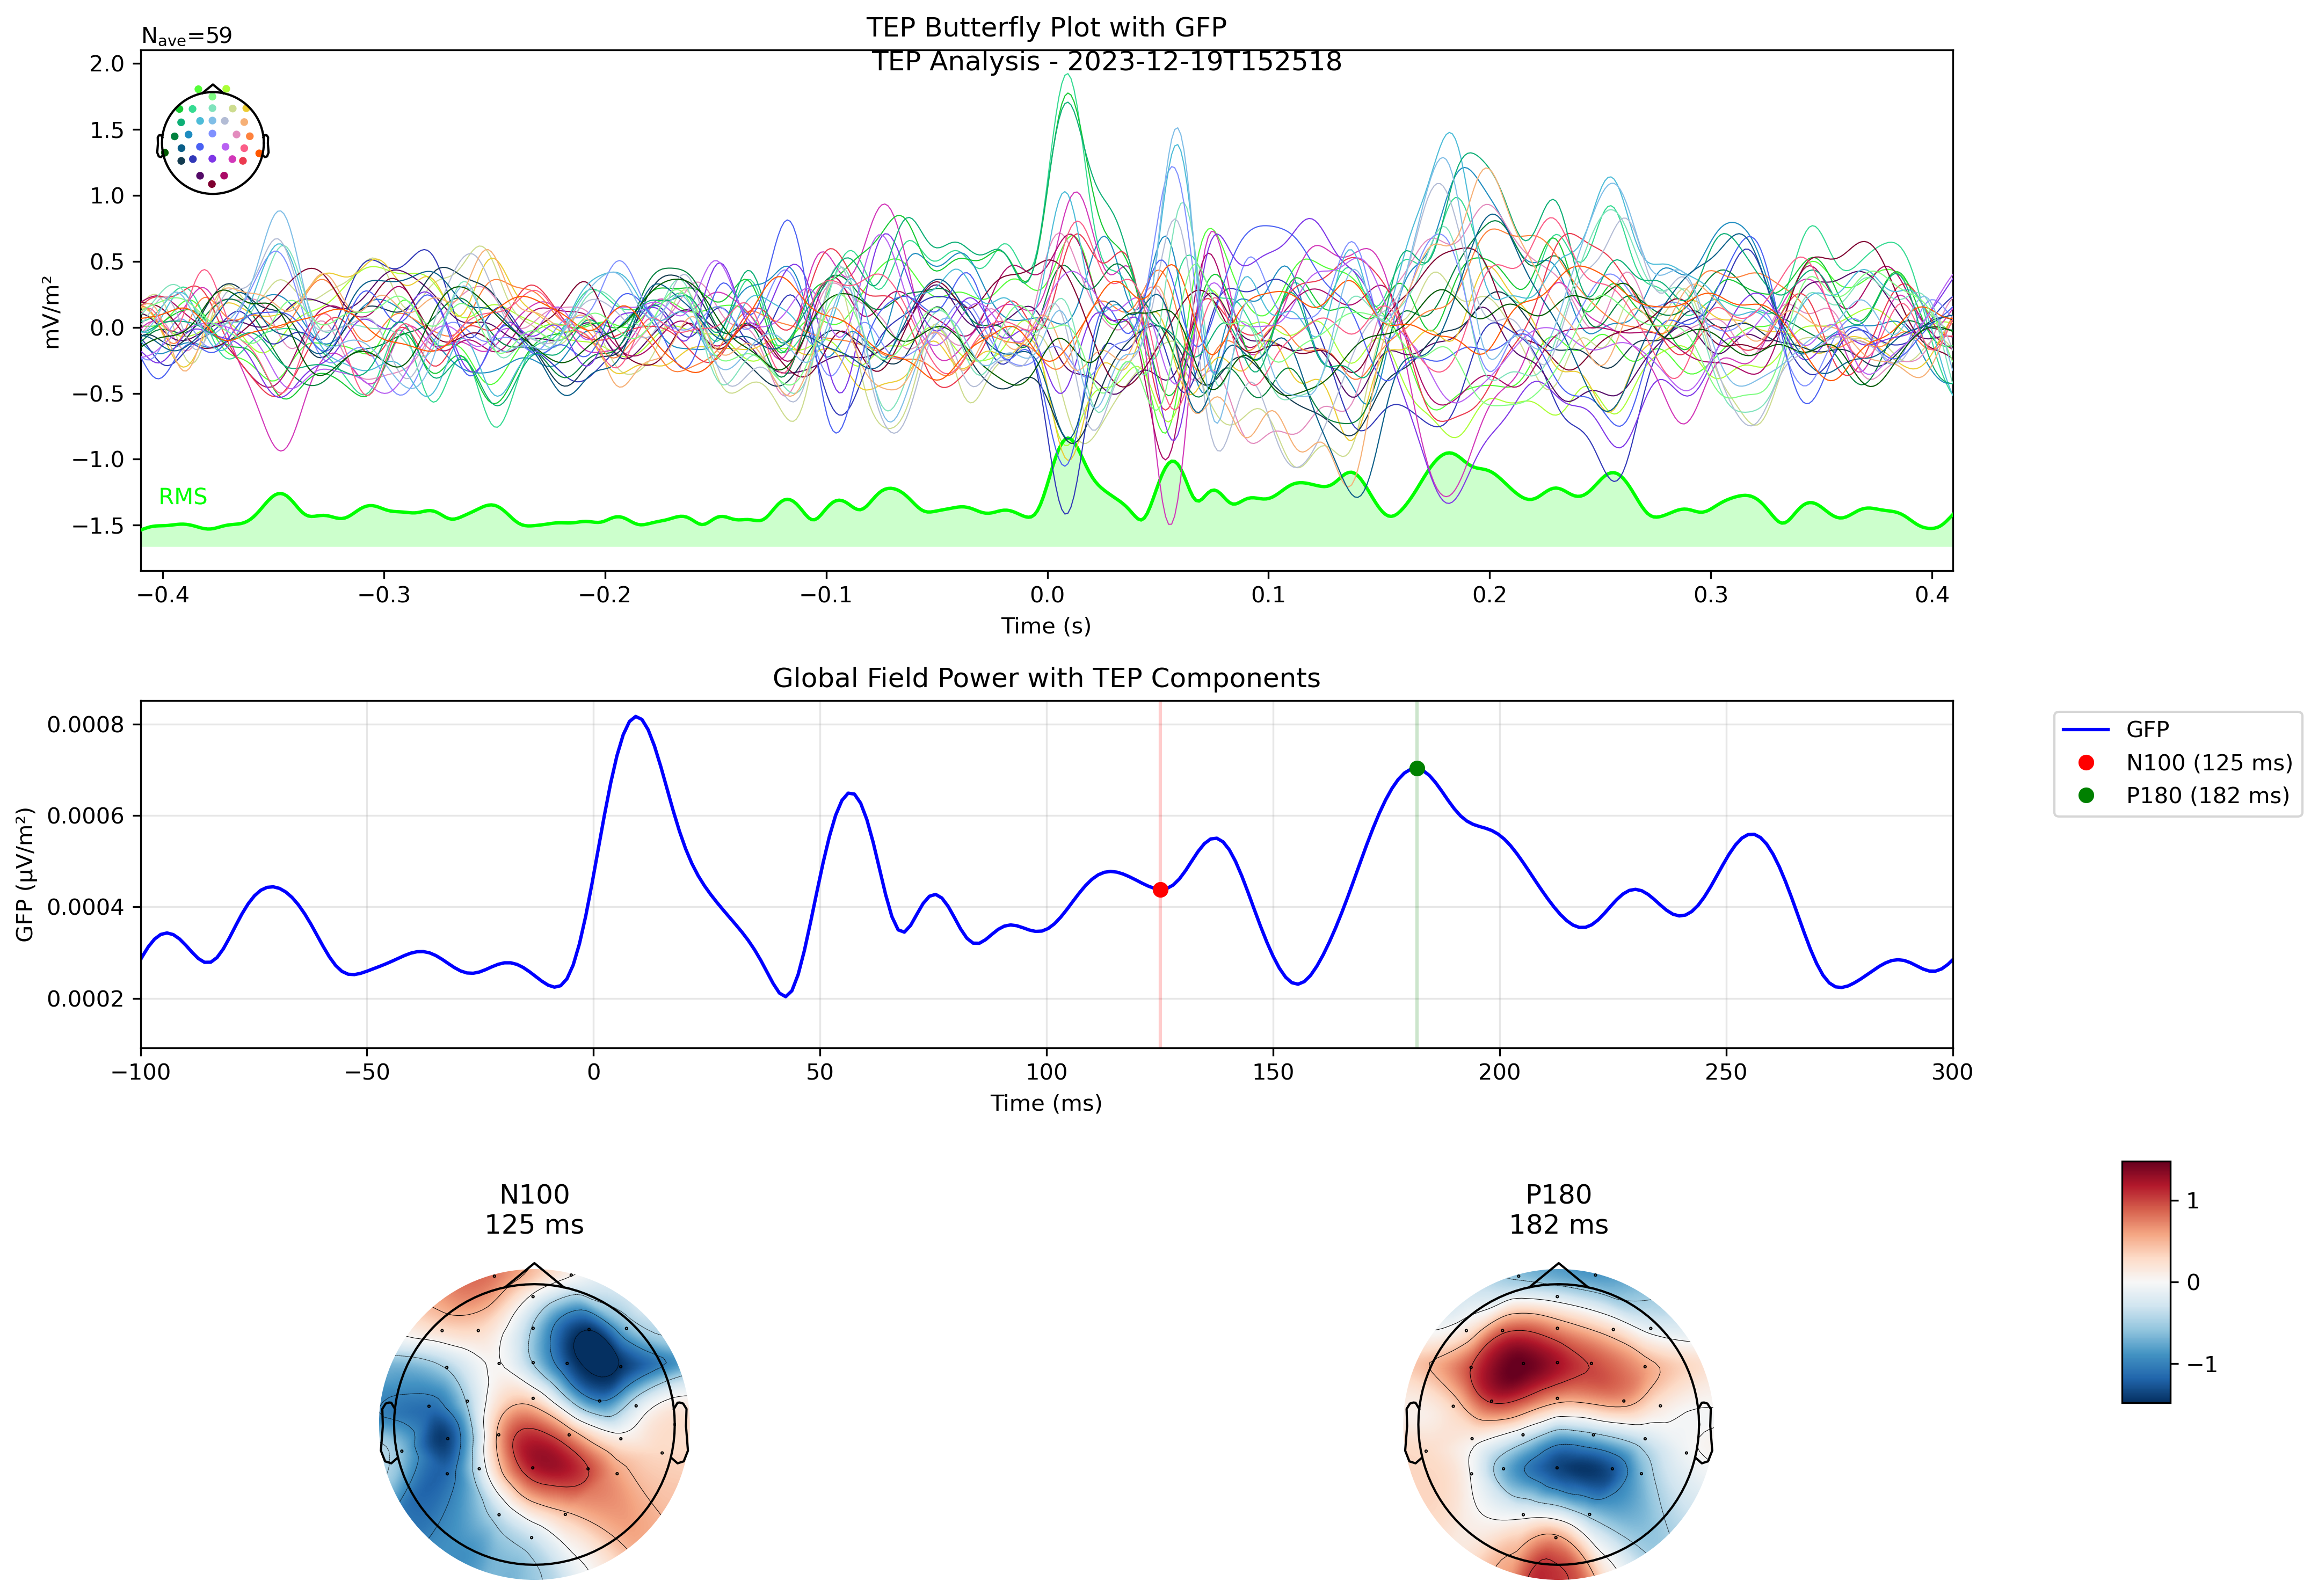 TEP Butterfly Plot with GFP
N_ave=59
TEP Analysis - 2023-12-19T152518
2.0
1.5
1.0
0.5
0.0
−0.5
−1.0
−1.5
mV/m²
RMS
−0.4 −0.3 −0.2 −0.1 0.0 0.1 0.2 0.3 0.4
Time (s)
Global Field Power with TEP Components
0.0008
0.0006
0.0004
0.0002
GFP (μV/m²)
GFP
N100 (125 ms)
P180 (182 ms)
−100 −50 0 50 100 150 200 250 300
Time (ms)
N100
125 ms
P180
182 ms
1
0
−1